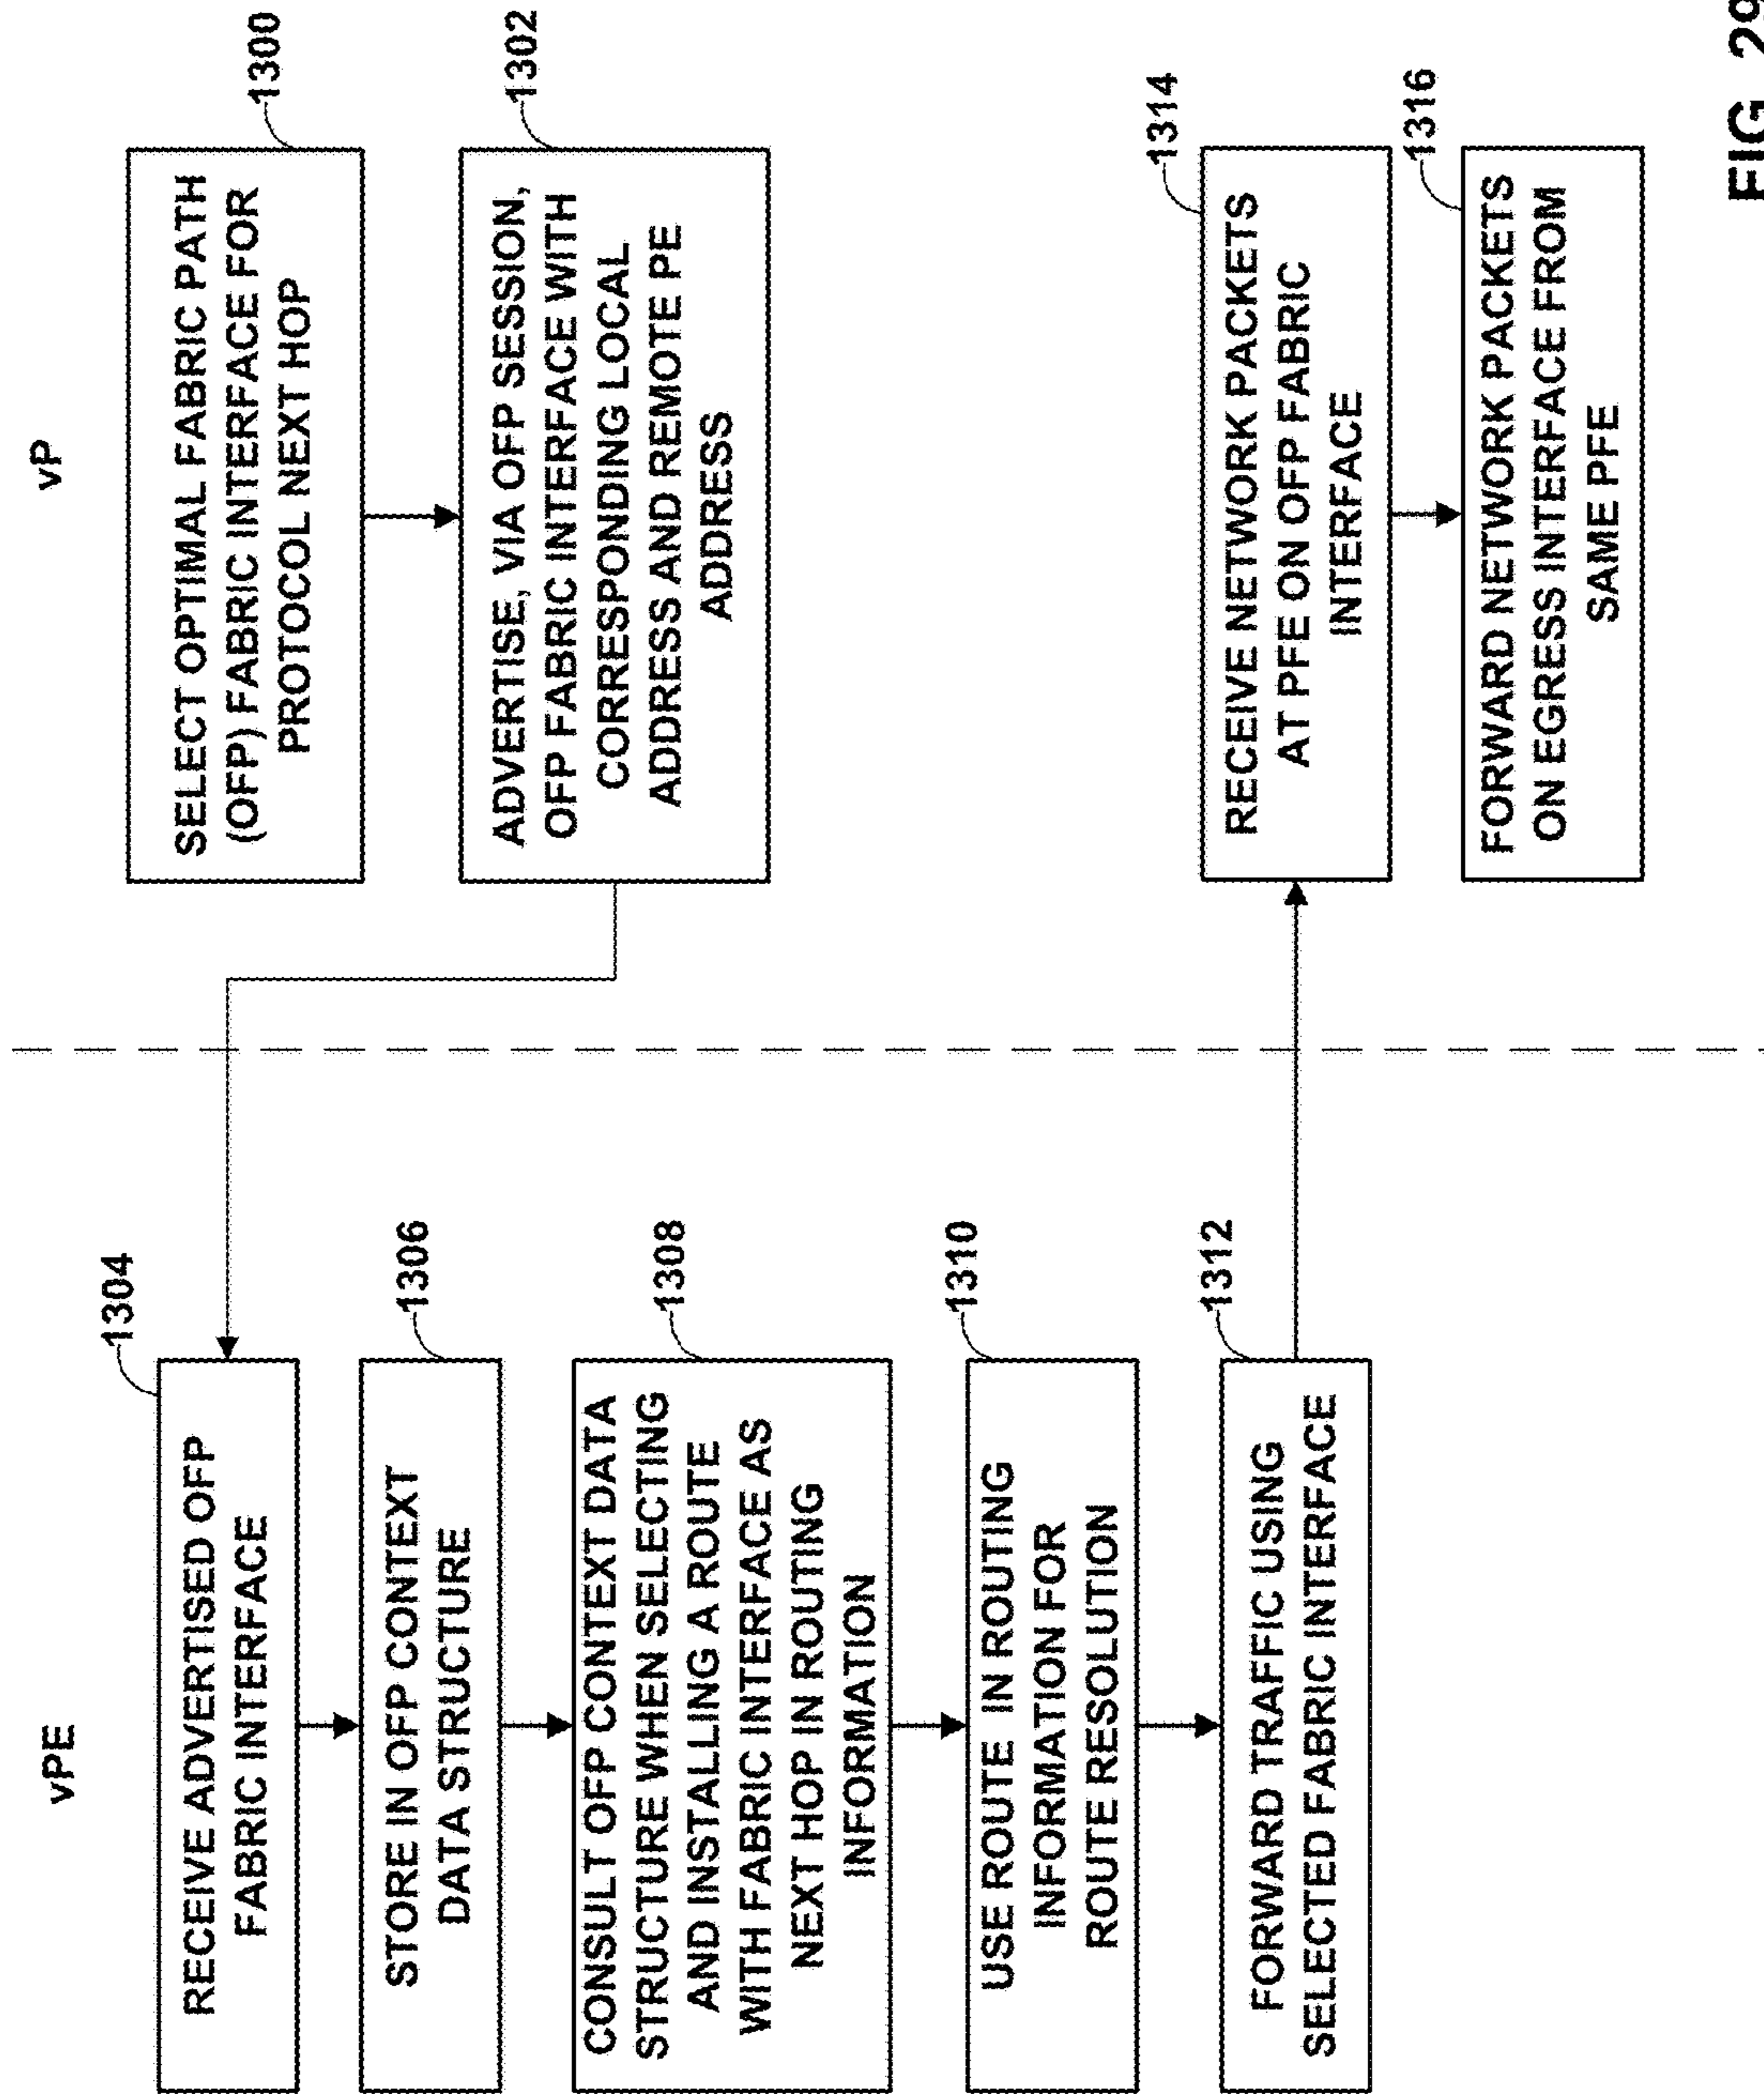 vPE
1304
RECEIVE ADVERTISED OFP
FABRIC INTERFACE
1306
STORE IN OFP CONTEXT
DATA STRUCTURE
1308
CONSULT OFP CONTEXT DATA
STRUCTURE WHEN SELECTING
AND INSTALLING A ROUTE
WITH FABRIC INTERFACE AS
NEXT HOP IN ROUTING
INFORMATION
1310
USE ROUTE IN ROUTING
INFORMATION FOR
ROUTE RESOLUTION
1312
FORWARD TRAFFIC USING
SELECTED FABRIC INTERFACE
vP
1300
SELECT OPTIMAL FABRIC PATH
(OFP) FABRIC INTERFACE FOR
PROTOCOL NEXT HOP
1302
ADVERTISE, VIA OFP SESSION,
OFP FABRIC INTERFACE WITH
CORRESPONDING LOCAL
ADDRESS AND REMOTE PE
ADDRESS
1314
RECEIVE NETWORK PACKETS
AT PFE ON OFP FABRIC
INTERFACE
1316
FORWARD NETWORK PACKETS
ON EGRESS INTERFACE FROM
SAME PFE
FIG. 29